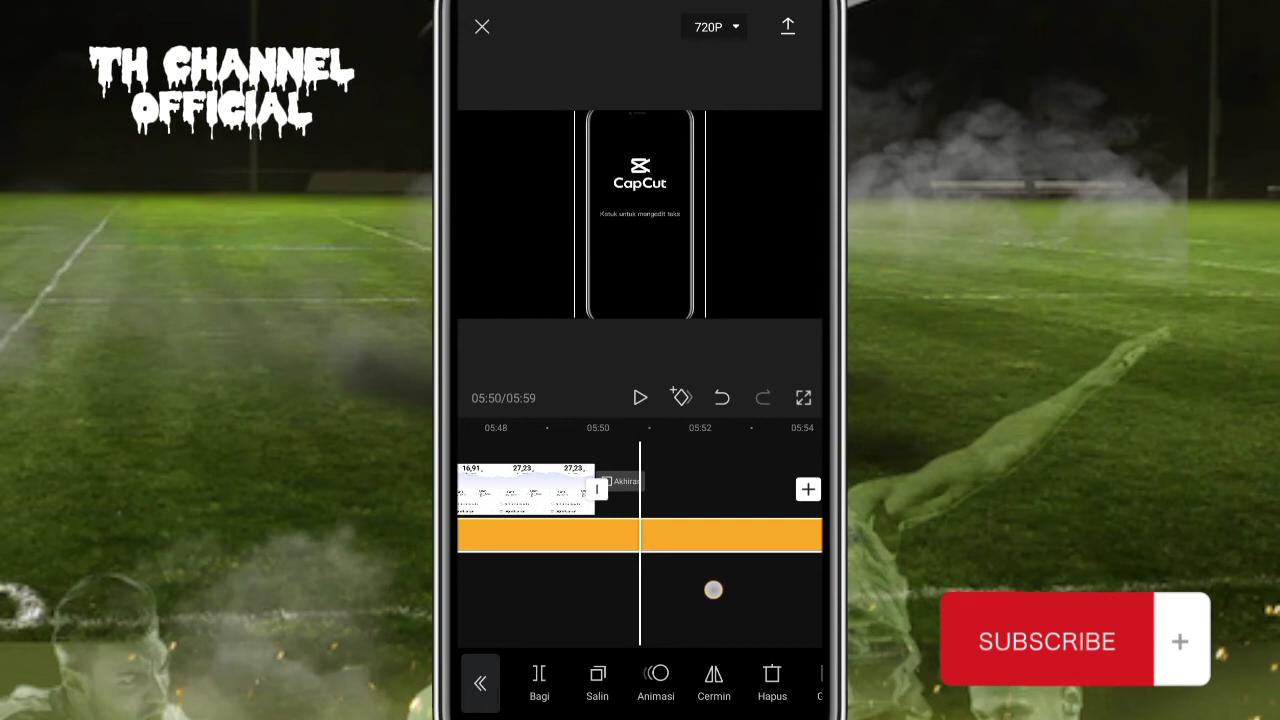 TH CHANNEL
OFFICIAL
720P
CapCut
Ketuk untuk mengedit teks
05:50/05:59
05:48
05:50
05:52
05:54
16,91
27,23
27,23
Akhiran
SUBSCRIBE
Bagi
Salin
Animasi
Cermin
Hapus